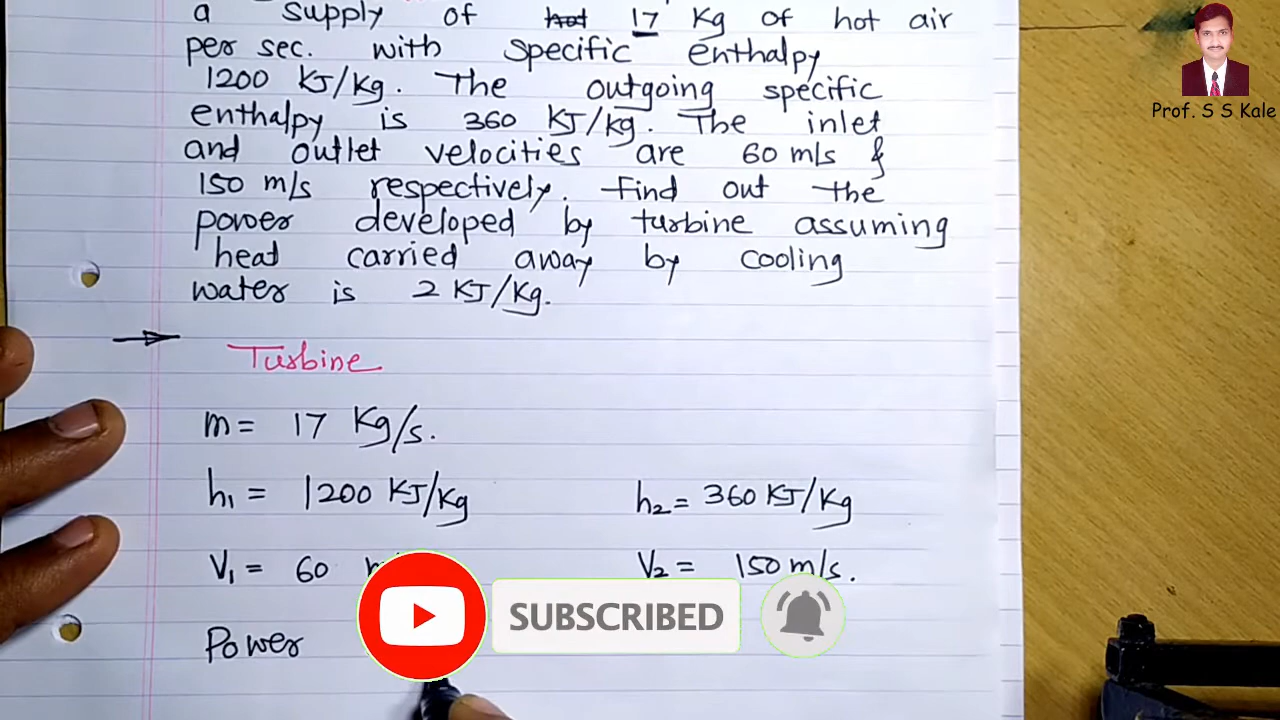 a supply of hot 17 Kg of hot air
per sec. with specific enthalpy
1200 KJ/kg. The outgoing specific
enthalpy is 360 KJ/kg. The inlet
and outlet velocities are 60 m/s &
150 m/s respectively. Find out the
power developed by turbine assuming
heat carried away by cooling
water is 2 KJ/kg.
Turbine
m = 17 Kg/s.
h₁ = 1200 KJ/Kg
h₂ = 360 KJ/Kg
V₁ = 60
V₂ = 150 m/s.
Power
SUBSCRIBED
Prof. S S Kale